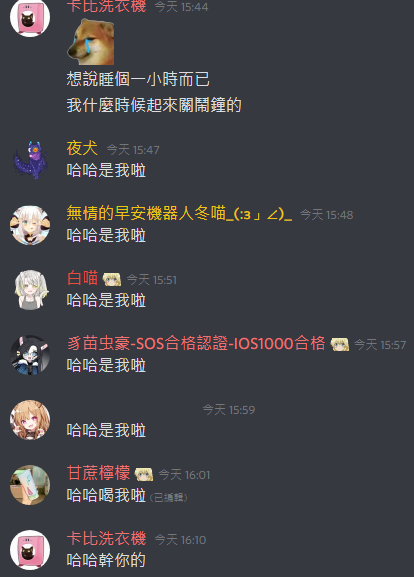 卡比洗衣機 今天 15:44
想說睡個一小時而已
我什麼時候起來關鬧鐘的
夜犬 今天 15:47
哈哈是我啦
無情的早安機器人冬喵_(:3」∠)_ 今天 15:48
哈哈是我啦
白喵 今天 15:51
哈哈是我啦
豸苗虫豪-SOS合格認證-IOS1000合格 今天 15:57
哈哈是我啦
今天 15:59
哈哈是我啦
甘蔗檸檬 今天 16:01
哈哈喝我啦 (已編輯)
卡比洗衣機 今天 16:10
哈哈幹你的